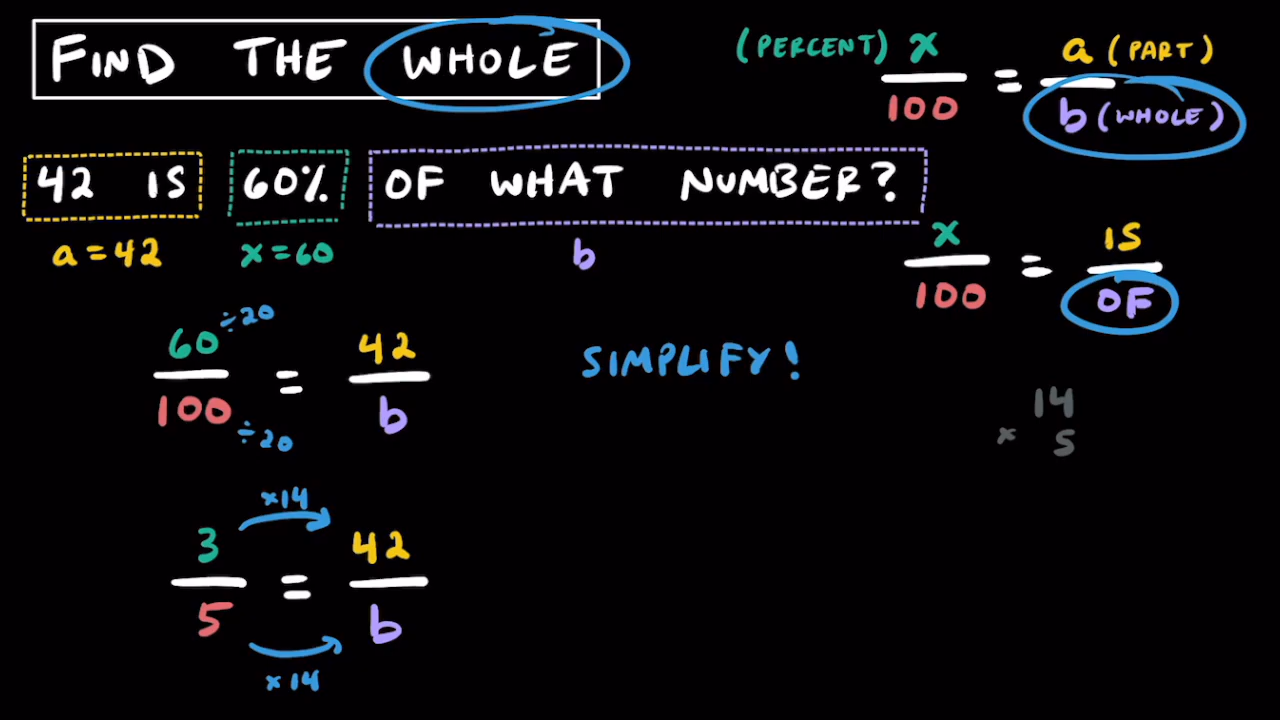 FIND THE WHOLE
(PERCENT) x/100 = a (PART)/b (WHOLE)
42 IS 60% OF WHAT NUMBER?
a = 42 x = 60 b
x/100 = IS/OF
60 ÷20/100 ÷20 = 42/b
SIMPLIFY!
14
× 5
×14
3/5 = 42/b
×14